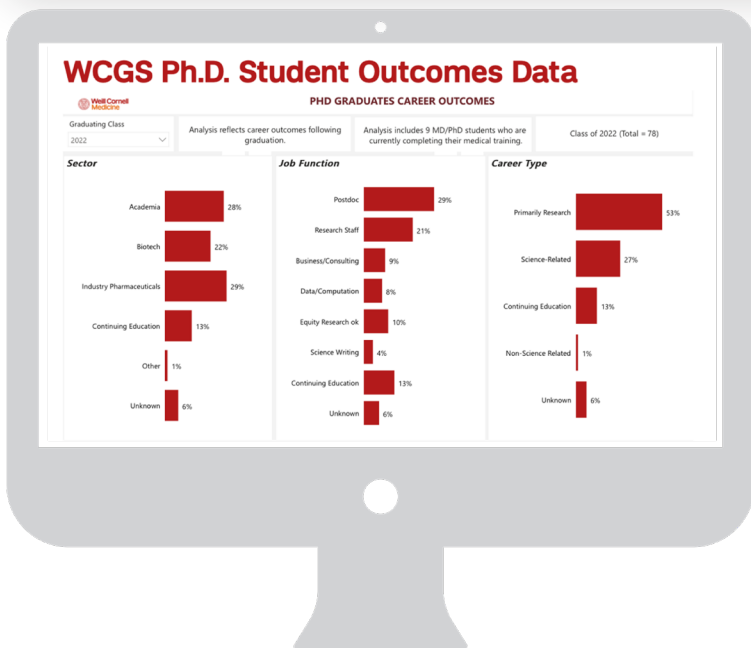 WCGS Ph.D. Student Outcomes Data
Weill Cornell
Medicine
PHD GRADUATES CAREER OUTCOMES
Graduating Class
2022
Analysis reflects career outcomes following
graduation.
Analysis includes 9 MD/PhD students who are
currently completing their medical training.
Class of 2022 (Total = 78)
Sector
Academia 28%
Biotech 22%
Industry Pharmaceuticals 29%
Continuing Education 13%
Other 1%
Unknown 6%
Job Function
Postdoc 29%
Research Staff 21%
Business/Consulting 9%
Data/Computation 8%
Equity Research ok 10%
Science Writing 4%
Continuing Education 13%
Unknown 6%
Career Type
Primarily Research 53%
Science-Related 27%
Continuing Education 13%
Non-Science Related 1%
Unknown 6%